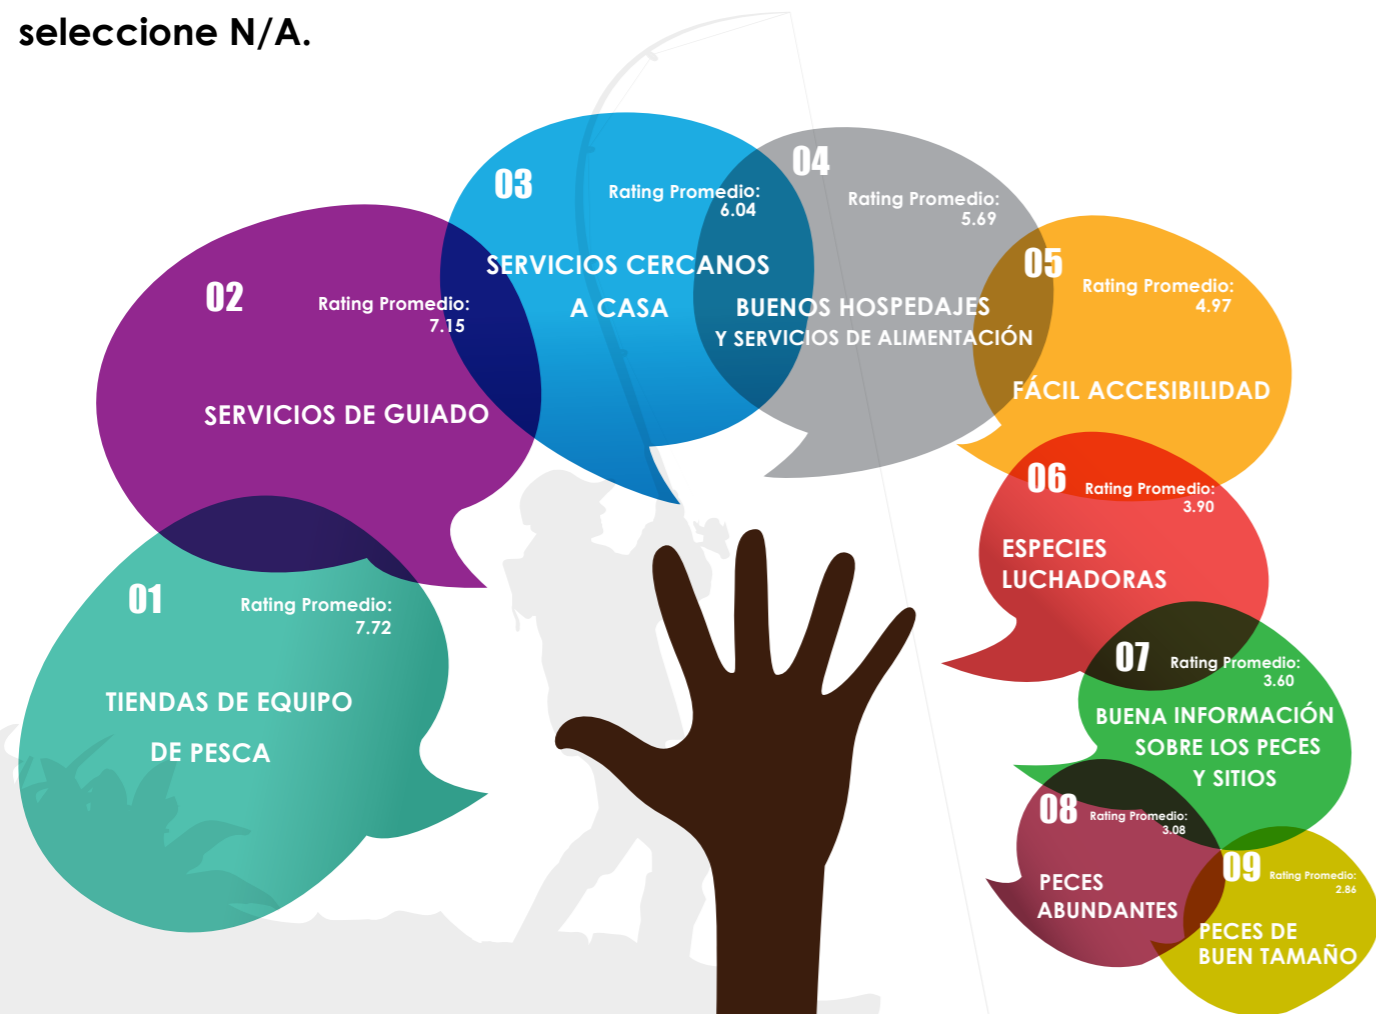 seleccione N/A.
01
Rating Promedio:
7.72
TIENDAS DE EQUIPO
DE PESCA
02
Rating Promedio:
7.15
SERVICIOS DE GUIADO
03
Rating Promedio:
6.04
SERVICIOS CERCANOS
A CASA
04
Rating Promedio:
5.69
BUENOS HOSPEDAJES
Y SERVICIOS DE ALIMENTACIÓN
05
Rating Promedio:
4.97
FÁCIL ACCESIBILIDAD
06
Rating Promedio:
3.90
ESPECIES
LUCHADORAS
07
Rating Promedio:
3.60
BUENA INFORMACIÓN
SOBRE LOS PECES
Y SITIOS
08
Rating Promedio:
3.08
PECES
ABUNDANTES
09
Rating Promedio:
2.86
PECES DE
BUEN TAMAÑO